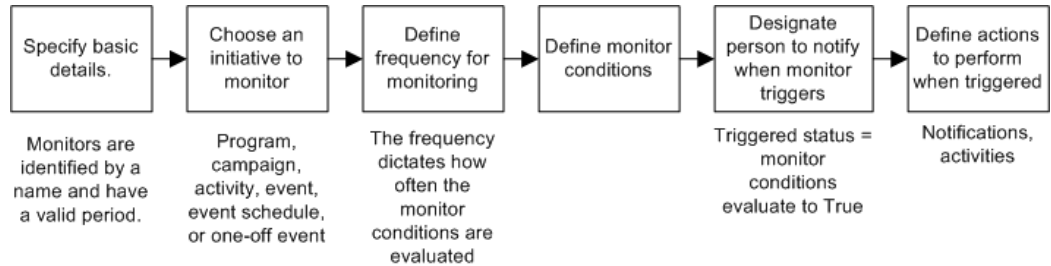 Specify basic
details.
Choose an
initiative to
monitor
Define
frequency for
monitoring
Define monitor
conditions
Designate
person to notify
when monitor
triggers
Define actions
to perform
when triggered
Monitors are
identified by a
name and have
a valid period.
Program,
campaign,
activity, event,
event schedule,
or one-off event
The frequency
dictates how
often the
monitor
conditions are
evaluated
Triggered status =
monitor
conditions
evaluate to True
Notifications,
activities